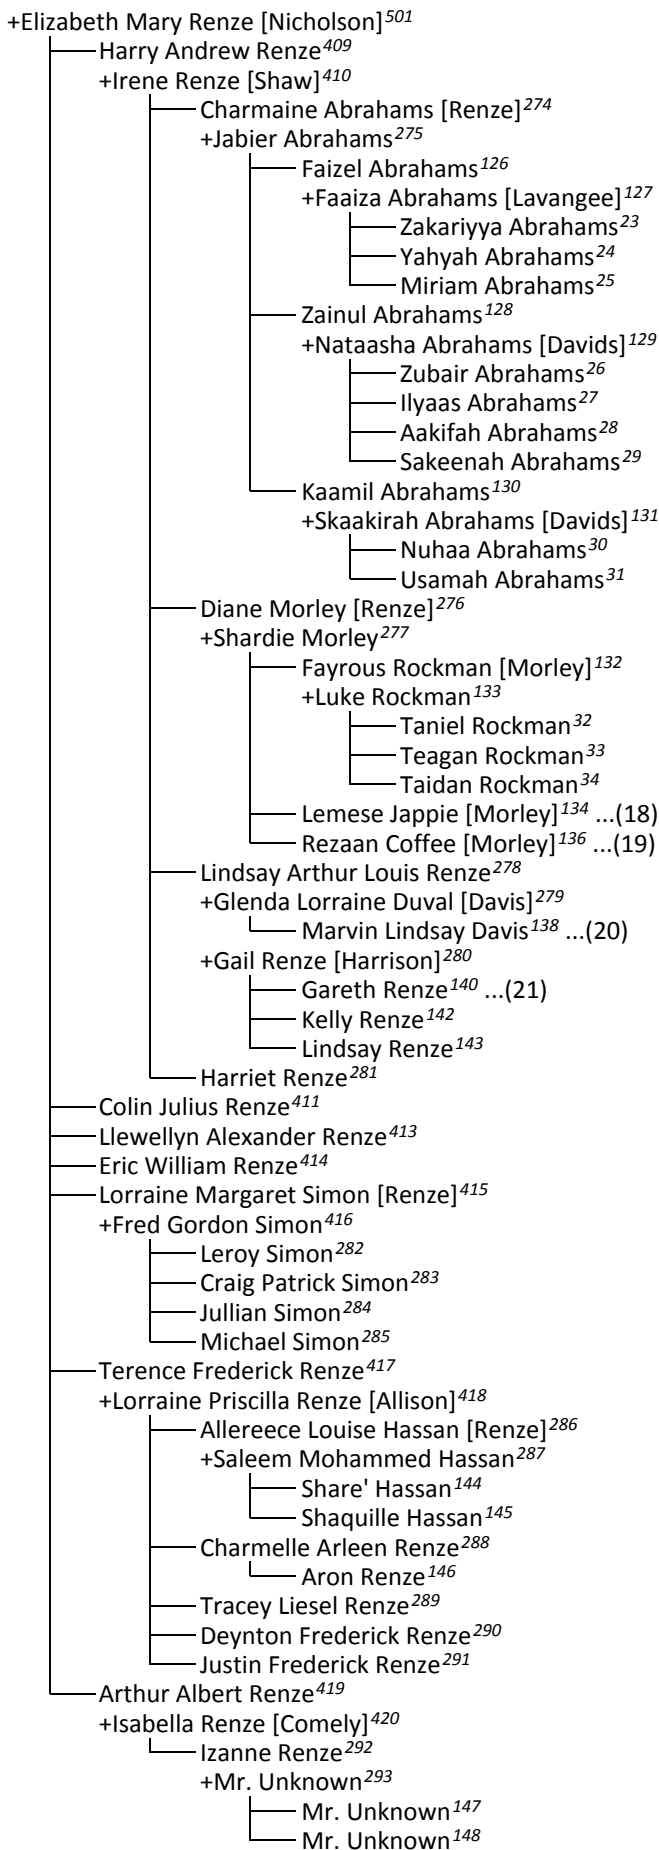 +Elizabeth Mary Renze [Nicholson]501
Harry Andrew Renze409
+Irene Renze [Shaw]410
Charmaine Abrahams [Renze]274
+Jabier Abrahams275
Faizel Abrahams126
+Faaiza Abrahams [Lavangee]127
Zakariyya Abrahams23
Yahyah Abrahams24
Miriam Abrahams25
Zainul Abrahams128
+Nataasha Abrahams [Davids]129
Zubair Abrahams26
Ilyaas Abrahams27
Aakifah Abrahams28
Sakeenah Abrahams29
Kaamil Abrahams130
+Skaakirah Abrahams [Davids]131
Nuhaa Abrahams30
Usamah Abrahams31
Diane Morley [Renze]276
+Shardie Morley277
Fayrous Rockman [Morley]132
+Luke Rockman133
Taniel Rockman32
Teagan Rockman33
Taidan Rockman34
Lemese Jappie [Morley]134 ...(18)
Rezaan Coffee [Morley]136 ...(19)
Lindsay Arthur Louis Renze278
+Glenda Lorraine Duval [Davis]279
Marvin Lindsay Davis138 ...(20)
+Gail Renze [Harrison]280
Gareth Renze140 ...(21)
Kelly Renze142
Lindsay Renze143
Harriet Renze281
Colin Julius Renze411
Llewellyn Alexander Renze413
Eric William Renze414
Lorraine Margaret Simon [Renze]415
+Fred Gordon Simon416
Leroy Simon282
Craig Patrick Simon283
Jullian Simon284
Michael Simon285
Terence Frederick Renze417
+Lorraine Priscilla Renze [Allison]418
Allereece Louise Hassan [Renze]286
+Saleem Mohammed Hassan287
Share' Hassan144
Shaquille Hassan145
Charmelle Arleen Renze288
Aron Renze146
Tracey Liesel Renze289
Deynton Frederick Renze290
Justin Frederick Renze291
Arthur Albert Renze419
+Isabella Renze [Comely]420
Izanne Renze292
+Mr. Unknown293
Mr. Unknown147
Mr. Unknown148